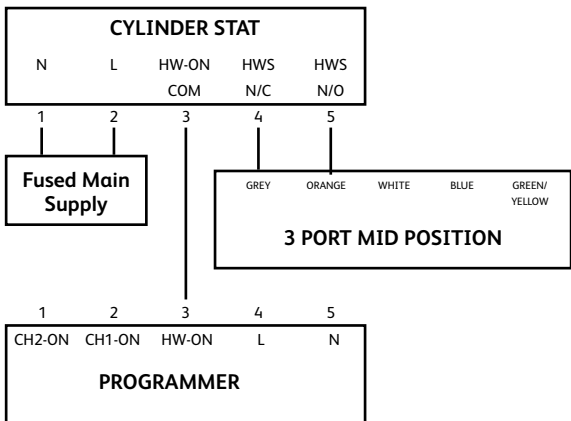 CYLINDER STAT
N L HW-ON HWS HWS
COM N/C N/O
1 2 3 4 5
Fused Main
Supply
GREY ORANGE WHITE BLUE GREEN/
YELLOW
3 PORT MID POSITION
1 2 3 4 5
CH2-ON CH1-ON HW-ON L N
PROGRAMMER